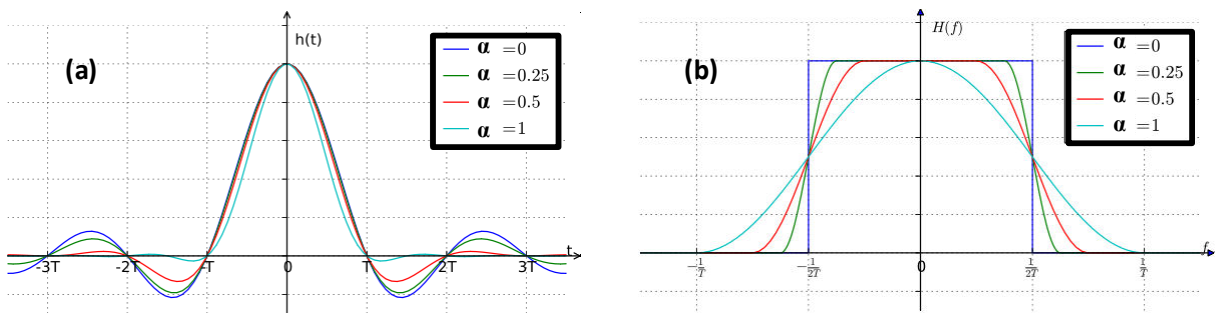 (a)
h(t)
α =0
α =0.25
α =0.5
α =1
-3T -2T -T 0 T 2T 3T t
(b)
H(f)
α =0
α =0.25
α =0.5
α =1
-1/T -1/2T 0 1/2T 1/T f